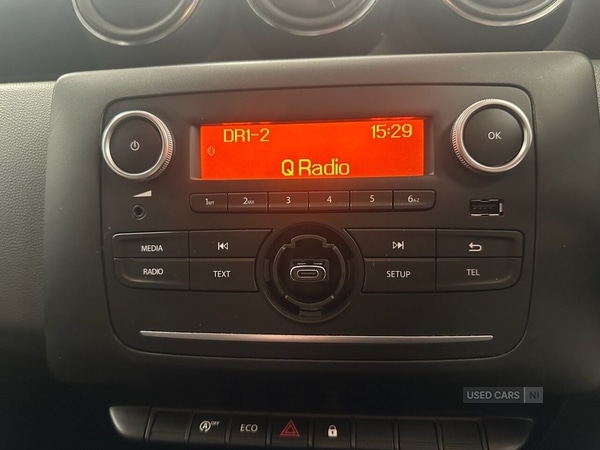 DR1-2 15:29
Q Radio
OK
1 2 3 4 5 6
MEDIA
RADIO TEXT SETUP TEL
OFF ECO
USED CARS NI